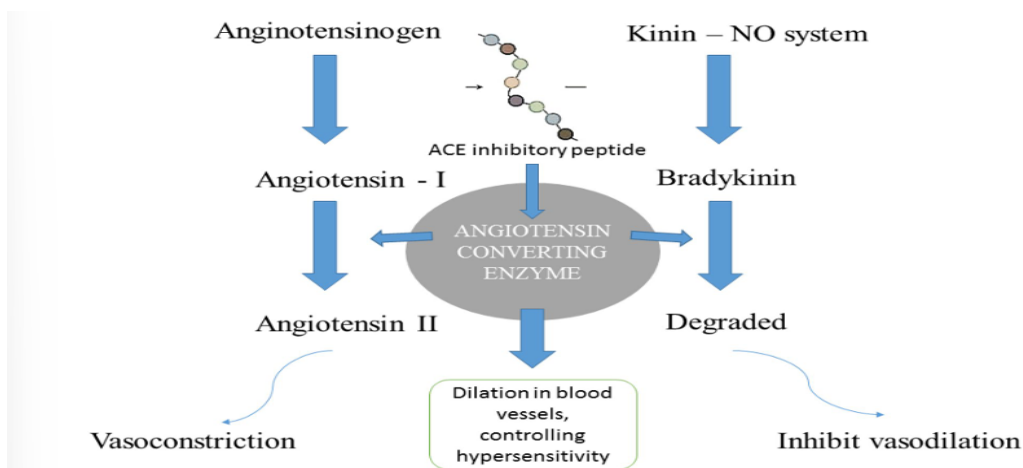 Anginotensinogen
Kinin – NO system
ACE inhibitory peptide
Angiotensin - I
Bradykinin
ANGIOTENSIN
CONVERTING
ENZYME
Angiotensin II
Degraded
Dilation in blood
vessels,
controlling
hypersensitivity
Vasoconstriction
Inhibit vasodilation